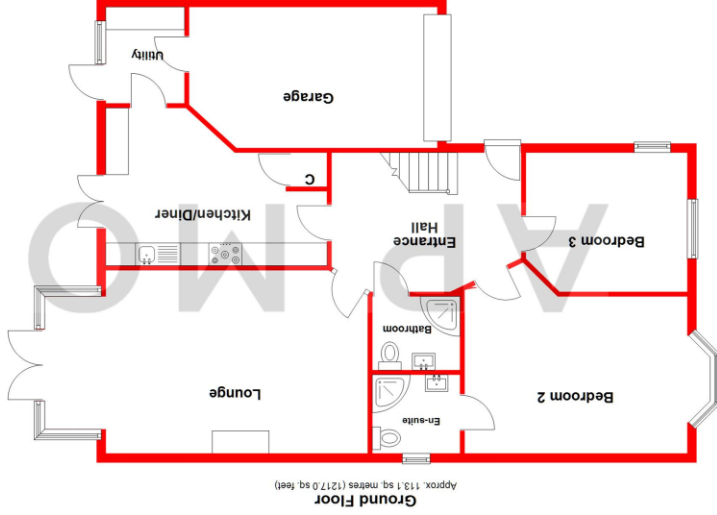 Ground Floor
Approx. 113.1 sq. metres (1217.0 sq. feet)
En-suite
Bedroom 2
Lounge
Bathroom
Bedroom 3
Entrance
Hall
Kitchen/Diner
C
Garage
Utility